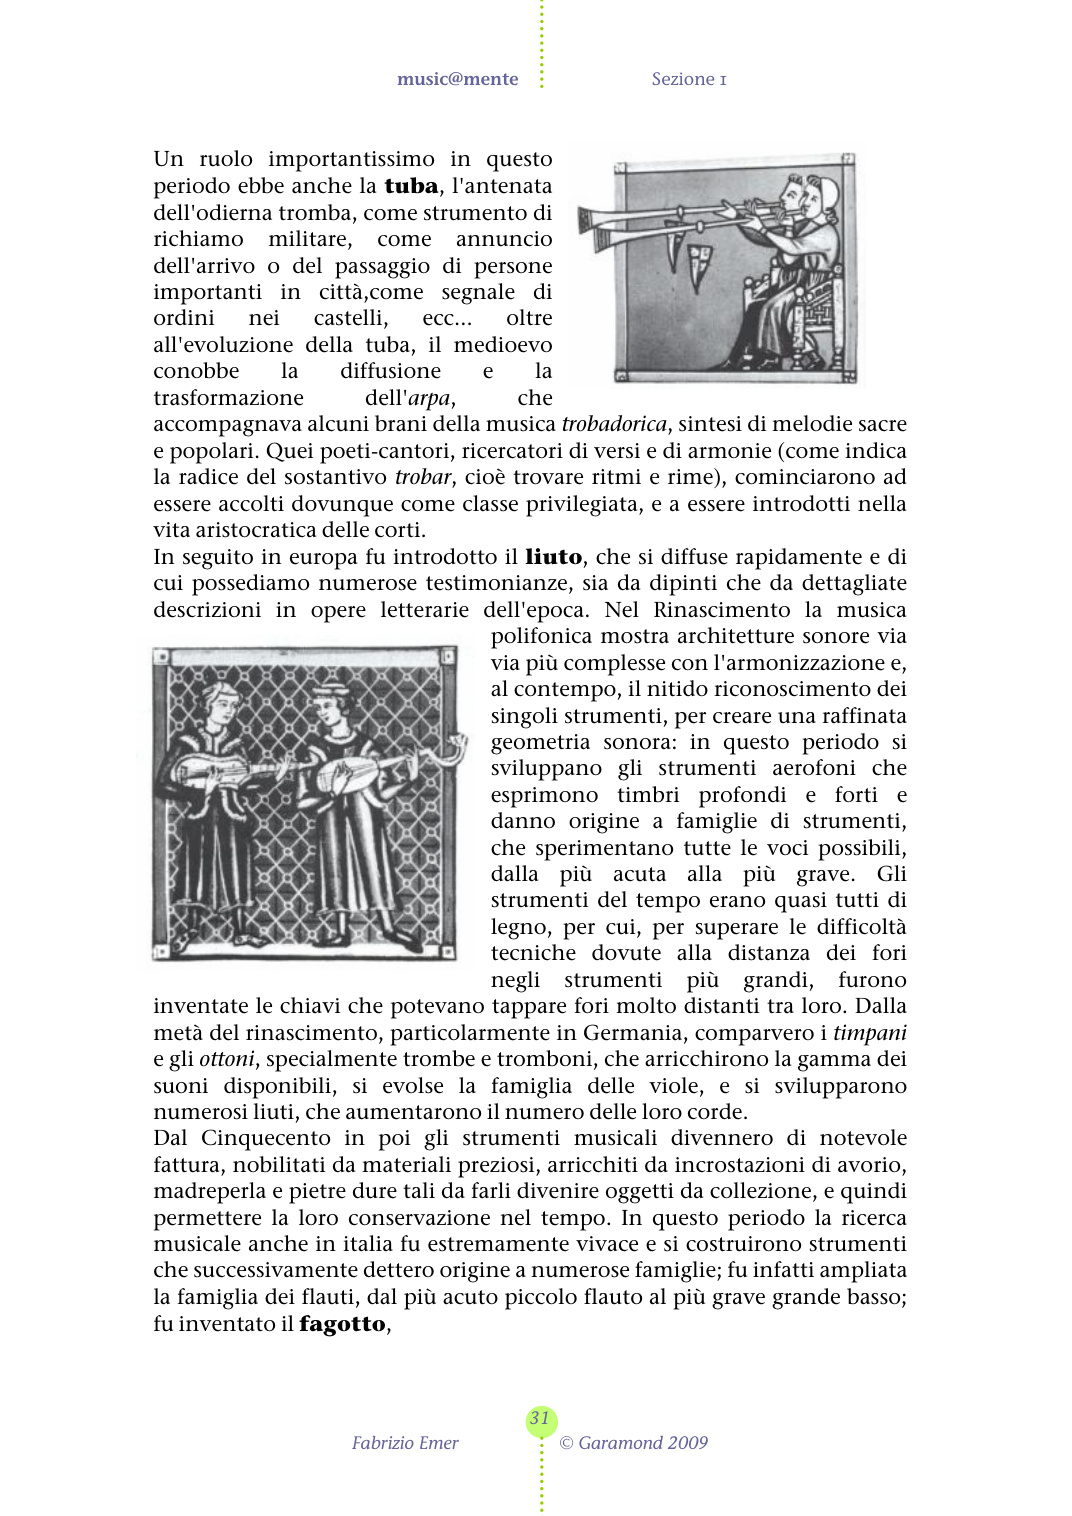 music@mente
Sezione 1
Un ruolo importantissimo in questo
periodo ebbe anche la tuba, l'antenata
dell'odierna tromba, come strumento di
richiamo militare, come annuncio
dell'arrivo o del passaggio di persone
importanti in città,come segnale di
ordini nei castelli, ecc... oltre
all'evoluzione della tuba, il medioevo
conobbe la diffusione e la
trasformazione dell'arpa, che
accompagnava alcuni brani della musica trobadorica, sintesi di melodie sacre
e popolari. Quei poeti-cantori, ricercatori di versi e di armonie (come indica
la radice del sostantivo trobar, cioè trovare ritmi e rime), cominciarono ad
essere accolti dovunque come classe privilegiata, e a essere introdotti nella
vita aristocratica delle corti.
In seguito in europa fu introdotto il liuto, che si diffuse rapidamente e di
cui possediamo numerose testimonianze, sia da dipinti che da dettagliate
descrizioni in opere letterarie dell'epoca. Nel Rinascimento la musica
polifonica mostra architetture sonore via
via più complesse con l'armonizzazione e,
al contempo, il nitido riconoscimento dei
singoli strumenti, per creare una raffinata
geometria sonora: in questo periodo si
sviluppano gli strumenti aerofoni che
esprimono timbri profondi e forti e
danno origine a famiglie di strumenti,
che sperimentano tutte le voci possibili,
dalla più acuta alla più grave. Gli
strumenti del tempo erano quasi tutti di
legno, per cui, per superare le difficoltà
tecniche dovute alla distanza dei fori
negli strumenti più grandi, furono
inventate le chiavi che potevano tappare fori molto distanti tra loro. Dalla
metà del rinascimento, particolarmente in Germania, comparvero i timpani
e gli ottoni, specialmente trombe e tromboni, che arricchirono la gamma dei
suoni disponibili, si evolse la famiglia delle viole, e si svilupparono
numerosi liuti, che aumentarono il numero delle loro corde.
Dal Cinquecento in poi gli strumenti musicali divennero di notevole
fattura, nobilitati da materiali preziosi, arricchiti da incrostazioni di avorio,
madreperla e pietre dure tali da farli divenire oggetti da collezione, e quindi
permettere la loro conservazione nel tempo. In questo periodo la ricerca
musicale anche in italia fu estremamente vivace e si costruirono strumenti
che successivamente dettero origine a numerose famiglie; fu infatti ampliata
la famiglia dei flauti, dal più acuto piccolo flauto al più grave grande basso;
fu inventato il fagotto,
31
Fabrizio Emer
© Garamond 2009